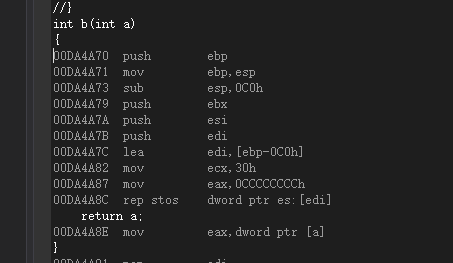 //}
int b(int a)
{
00DA4A70  push        ebp
00DA4A71  mov         ebp,esp
00DA4A73  sub         esp,0C0h
00DA4A79  push        ebx
00DA4A7A  push        esi
00DA4A7B  push        edi
00DA4A7C  lea         edi,[ebp-0C0h]
00DA4A82  mov         ecx,30h
00DA4A87  mov         eax,0CCCCCCCCh
00DA4A8C  rep stos    dword ptr es:[edi]
    return a;
00DA4A8E  mov         eax,dword ptr [a]
}